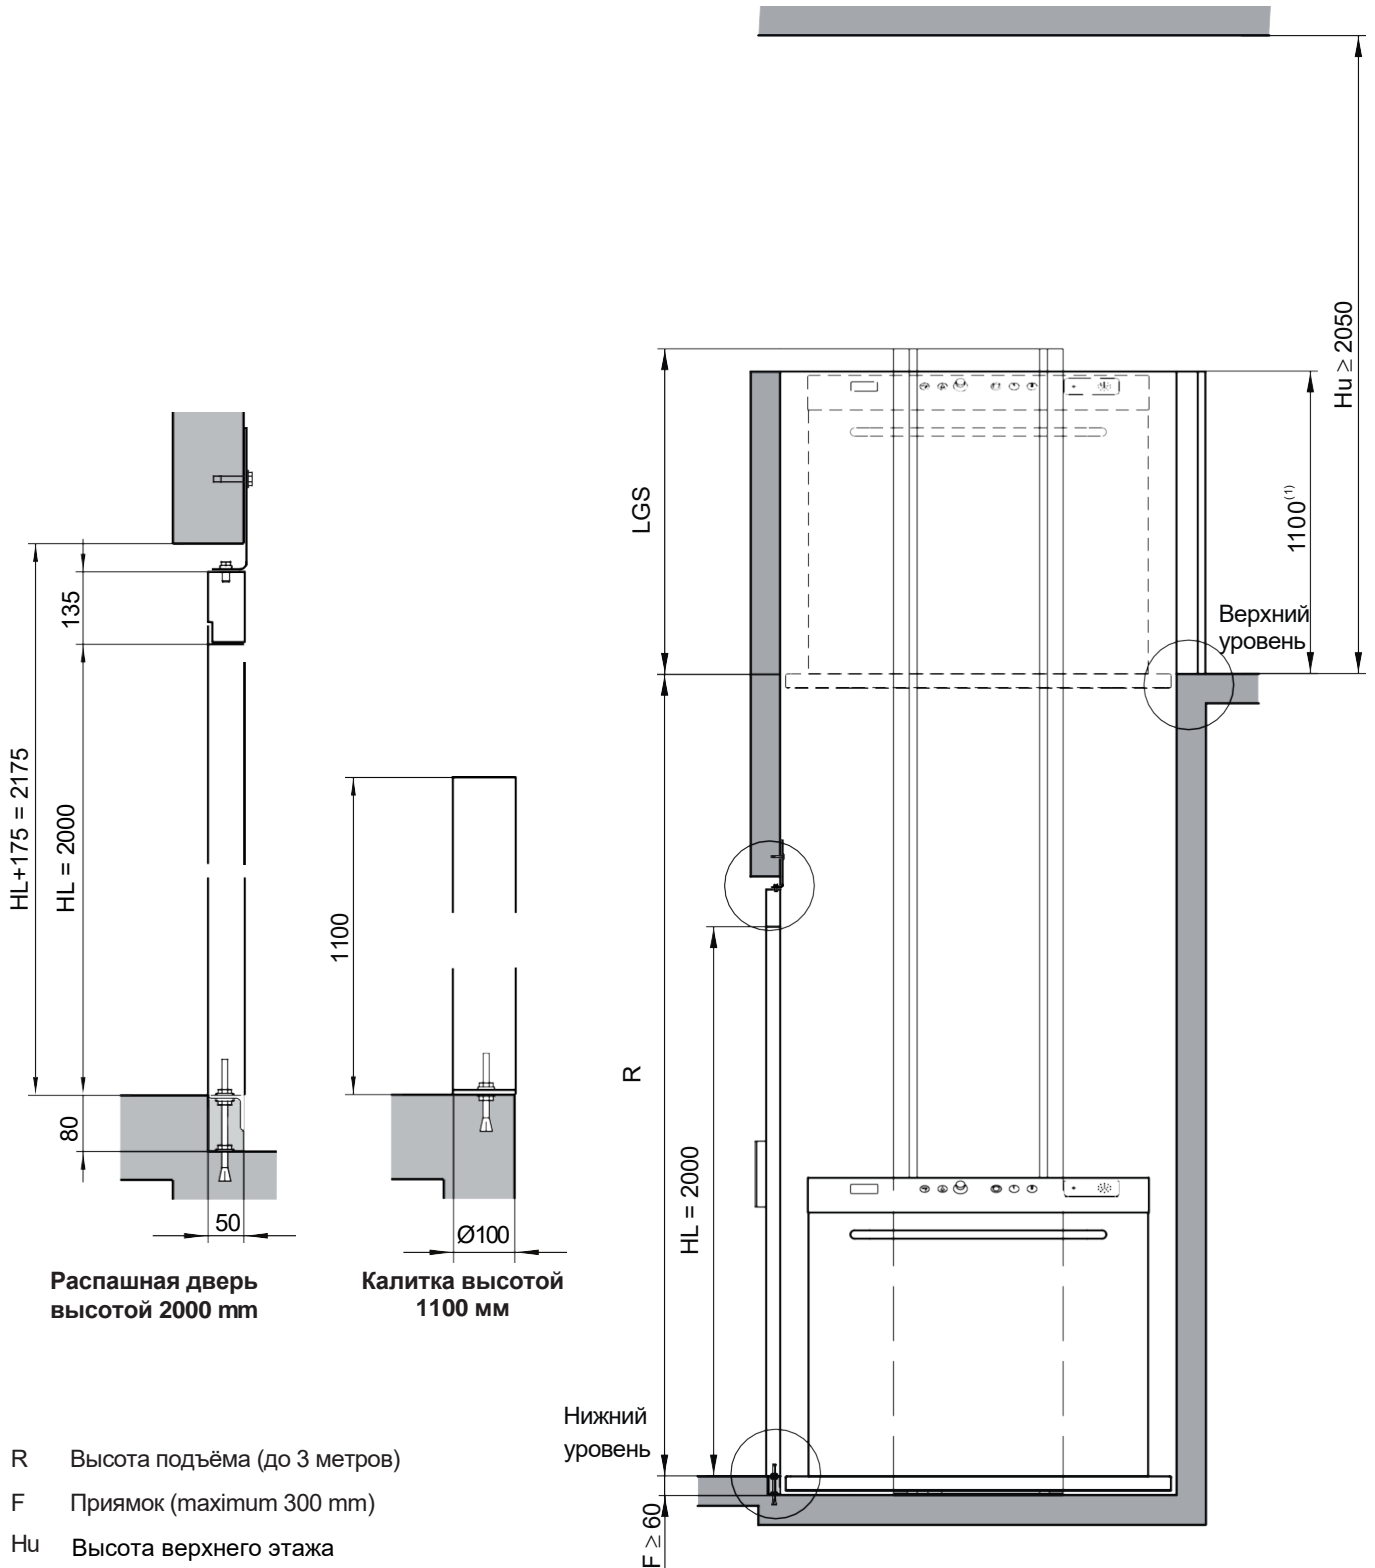 Hu ≥ 2050
LGS
1100(1)
Верхний
уровень
135
HL+175 = 2175
HL = 2000
1100
R
HL = 2000
80
50
Ø100
Распашная дверь
высотой 2000 mm
Калитка высотой
1100 мм
Нижний
уровень
F ≥ 60
R Высота подъёма (до 3 метров)
F Приямок (maximum 300 mm)
Hu Высота верхнего этажа